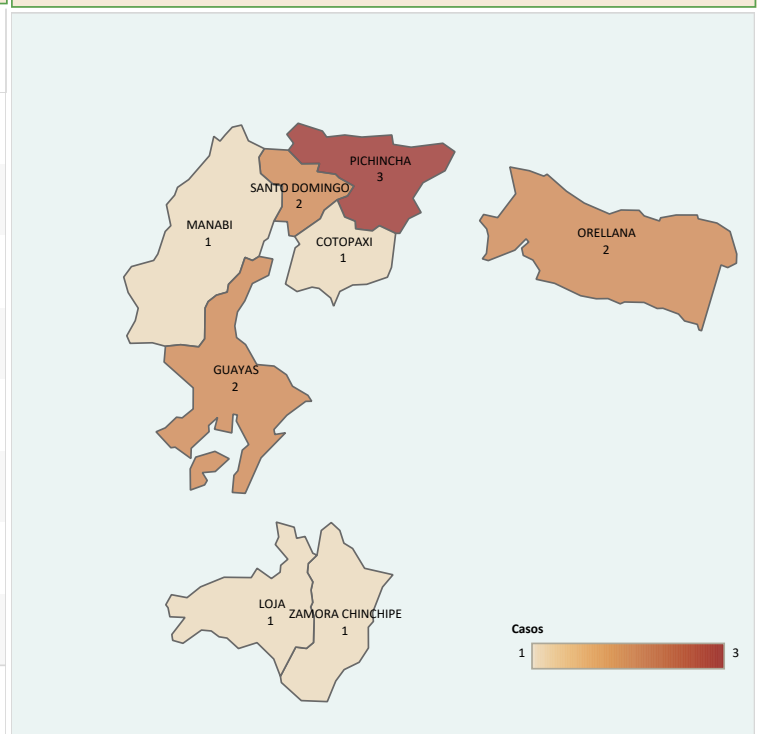 PICHINCHA
3
SANTO DOMINGO
2
MANABI
1
COTOPAXI
1
ORELLANA
2
GUAYAS
2
LOJA
1
ZAMORA CHINCHIPE
1
Casos
1 3